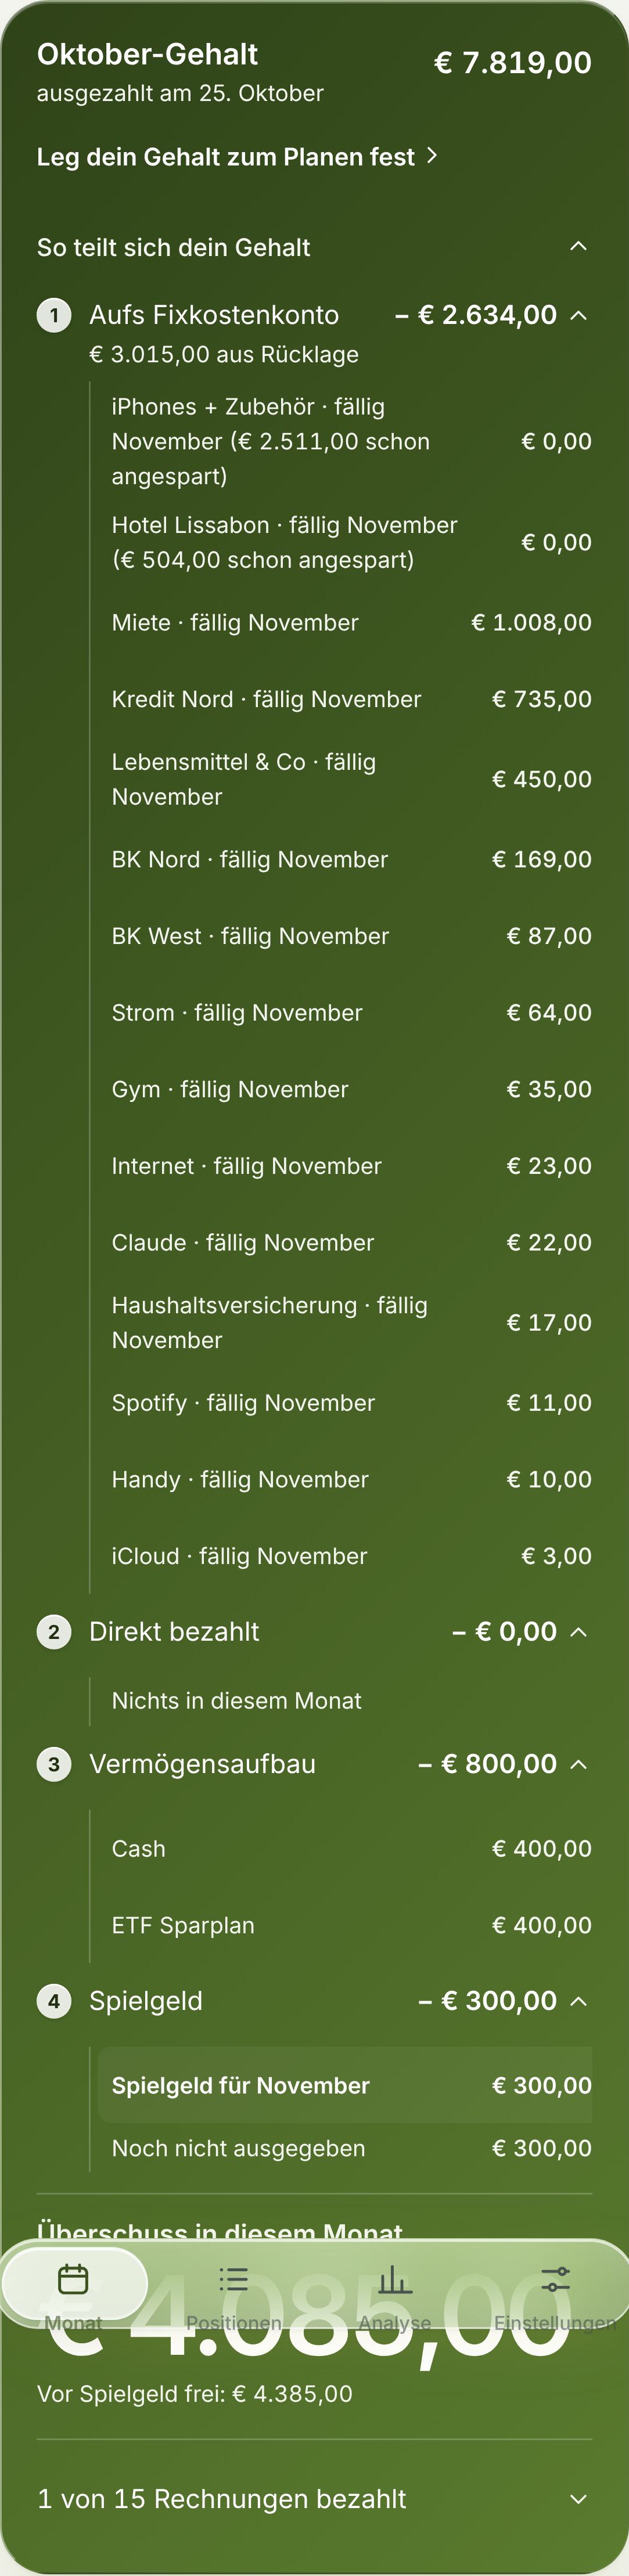 Oktober-Gehalt
€ 7.819,00
ausgezahlt am 25. Oktober
Leg dein Gehalt zum Planen fest
So teilt sich dein Gehalt
1 Aufs Fixkostenkonto – € 2.634,00
€ 3.015,00 aus Rücklage
iPhones + Zubehör · fällig
November (€ 2.511,00 schon
angespart)
€ 0,00
Hotel Lissabon · fällig November
(€ 504,00 schon angespart)
€ 0,00
Miete · fällig November € 1.008,00
Kredit Nord · fällig November € 735,00
Lebensmittel & Co · fällig
November
€ 450,00
BK Nord · fällig November € 169,00
BK West · fällig November € 87,00
Strom · fällig November € 64,00
Gym · fällig November € 35,00
Internet · fällig November € 23,00
Claude · fällig November € 22,00
Haushaltsversicherung · fällig
November
€ 17,00
Spotify · fällig November € 11,00
Handy · fällig November € 10,00
iCloud · fällig November € 3,00
2 Direkt bezahlt – € 0,00
Nichts in diesem Monat
3 Vermögensaufbau – € 800,00
Cash € 400,00
ETF Sparplan € 400,00
4 Spielgeld – € 300,00
Spielgeld für November € 300,00
Noch nicht ausgegeben € 300,00
Überschuss in diesem Monat
€ 4.085,00
Monat Positionen Analyse Einstellungen
Vor Spielgeld frei: € 4.385,00
1 von 15 Rechnungen bezahlt